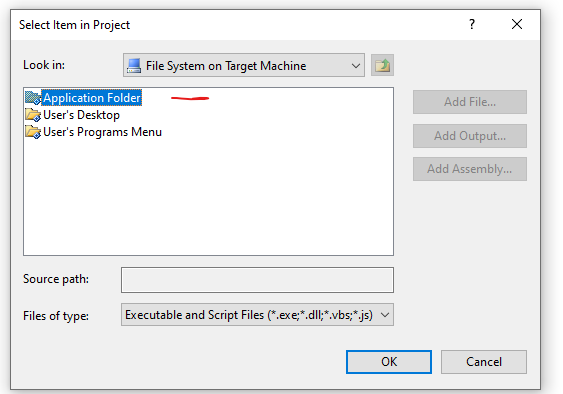 Select Item in Project
? ×
Look in: File System on Target Machine
Application Folder
User's Desktop
User's Programs Menu
Add File...
Add Output...
Add Assembly...
Source path:
Files of type: Executable and Script Files (*.exe;*.dll;*.vbs;*.js)
OK Cancel